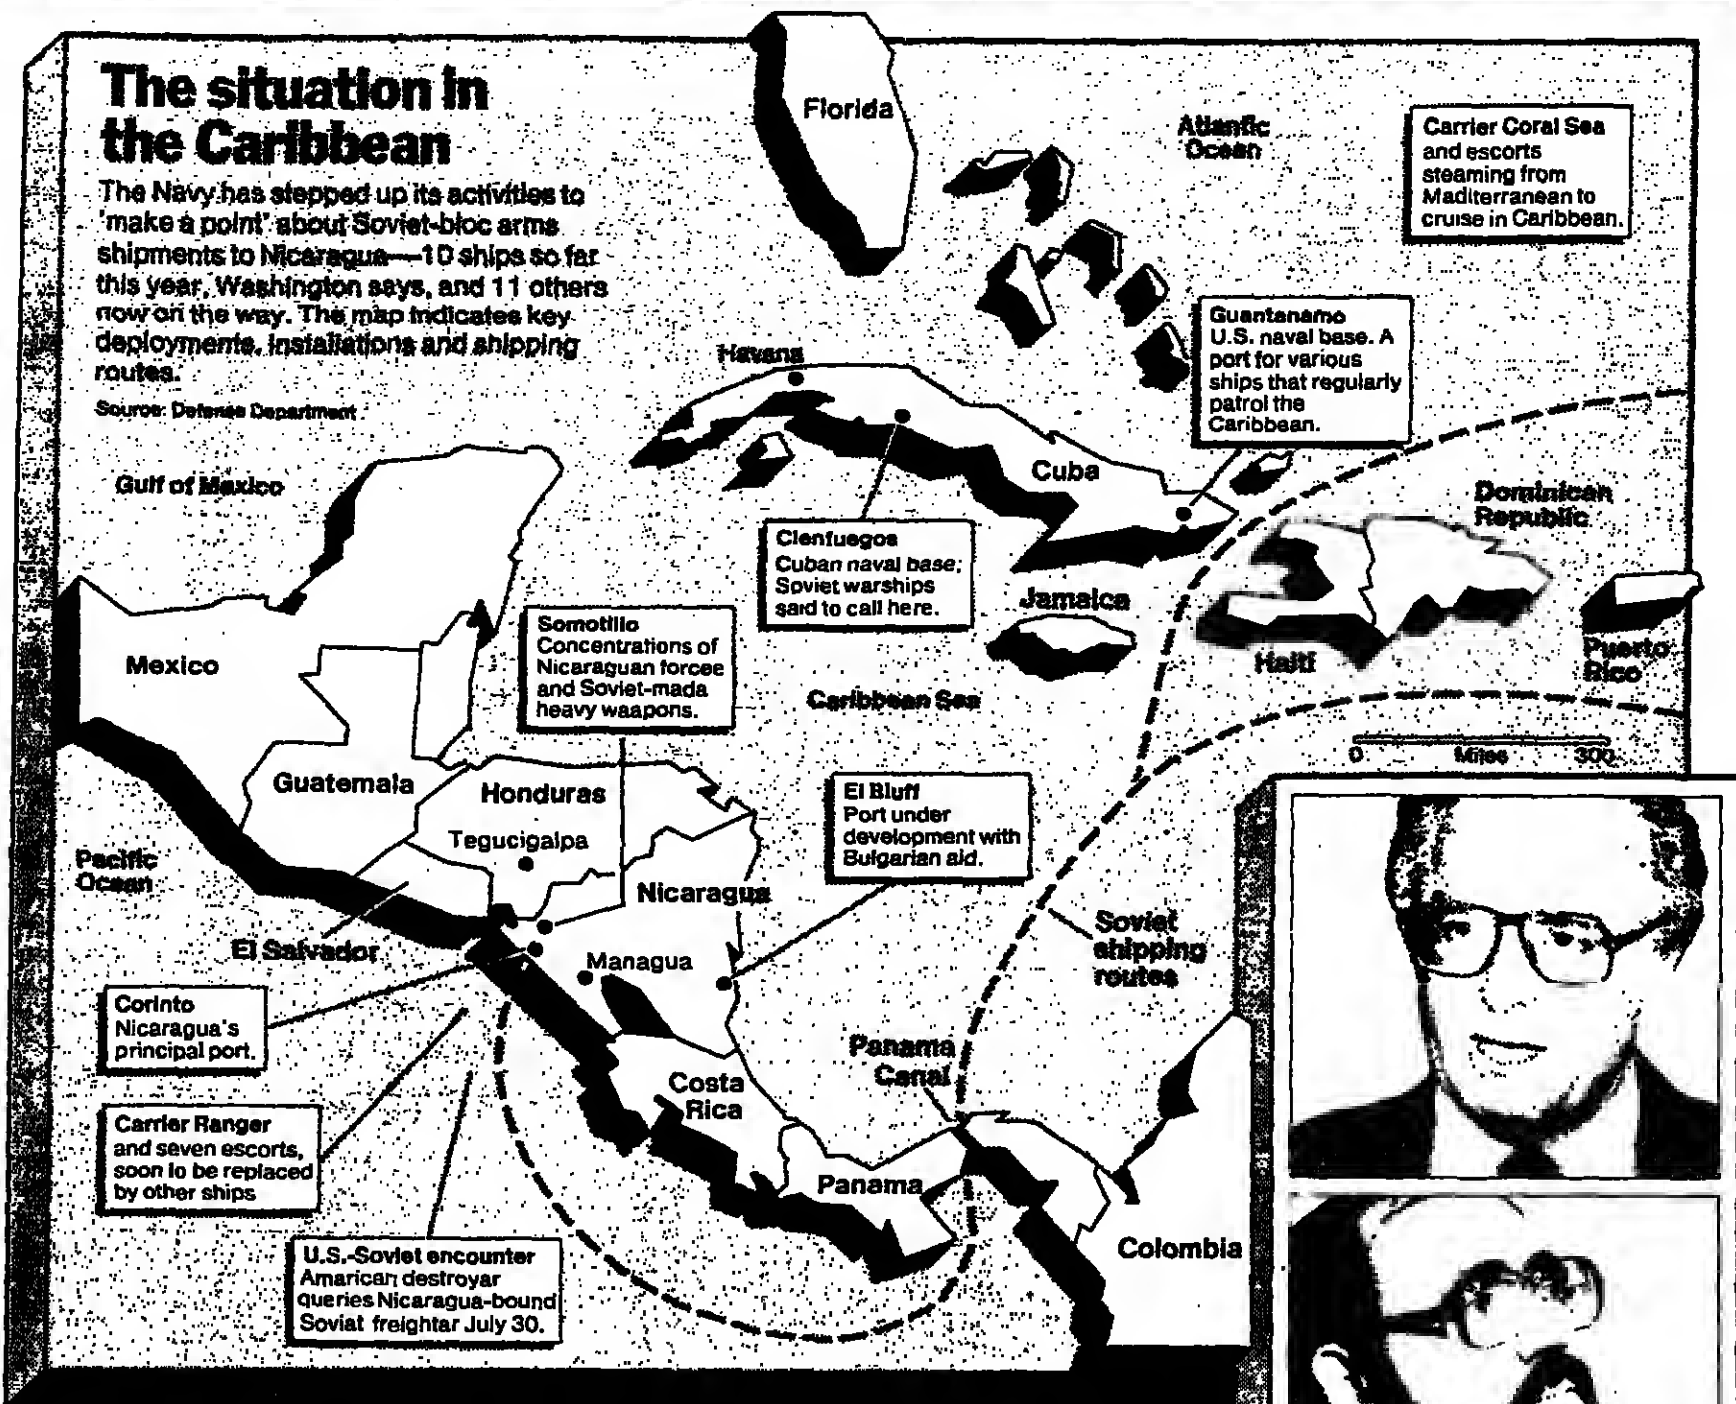 The situation in
the Caribbean
The Navy has stepped up its activities to
'make a point' about Soviet-bloc arms
shipments to Nicaragua—10 ships so far
this year, Washington says, and 11 others
now on the way. The map indicates key
deployments, installations and shipping
routes.
Source: Defense Department
Florida
Atlantic
Ocean
Carrier Coral Sea
and escorts
steaming from
Maditerranean to
cruise in Caribbean.
Guantanamo
U.S. naval base. A
port for various
ships that regularly
patrol the
Caribbean.
Havana
Gulf of Mexico
Cuba
Dominican
Republic
Cienfuegos
Cuban naval base;
Soviet warships
said to call here.
Jamaica
Haiti
Puerto
Rico
Somotillo
Concentrations of
Nicaraguan forcee
and Soviet-mada
heavy waapons.
Mexico
Caribbean Sea
0 Miles 300
Guatemala
Honduras
Tegucigalpa
El Bluff
Port under
development with
Bulgarian aid.
Pacific
Ocean
Nicaragua
Soviet
shipping
routes
El Salvador
Managua
Corinto
Nicaragua's
principal port.
Panama
Canal
Costa
Rica
Carrier Ranger
and seven escorts,
soon to be replaced
by other ships
Panama
Colombia
U.S.-Soviet encounter
Amarican destroyar
queries Nicaragua-bound
Soviat freightar July 30.